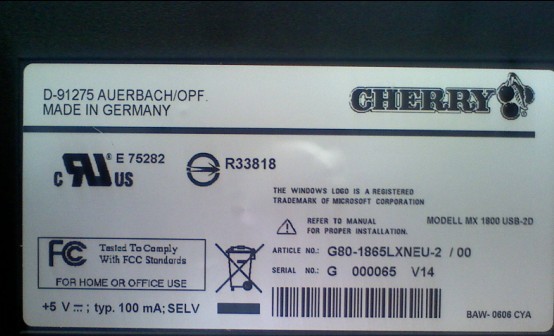 D-91275 AUERBACH/OPF.
MADE IN GERMANY
CHERRY
c RU ® US E 75282
R33818
THE WINDOWS LOGO IS A REGISTERED
TRADEMARK OF MICROSOFT CORPORATION
REFER TO MANUAL
FOR PROPER INSTALLATION.
MODELL MX 1800 USB-2D
FC Tested To Comply
With FCC Standards
FOR HOME OR OFFICE USE
ARTICLE NO.: G80-1865LXNEU-2 / 00
SERIAL NO.: G 000065 V14
+5 V ⎓; typ. 100 mA; SELV
BAW-0606 CYA